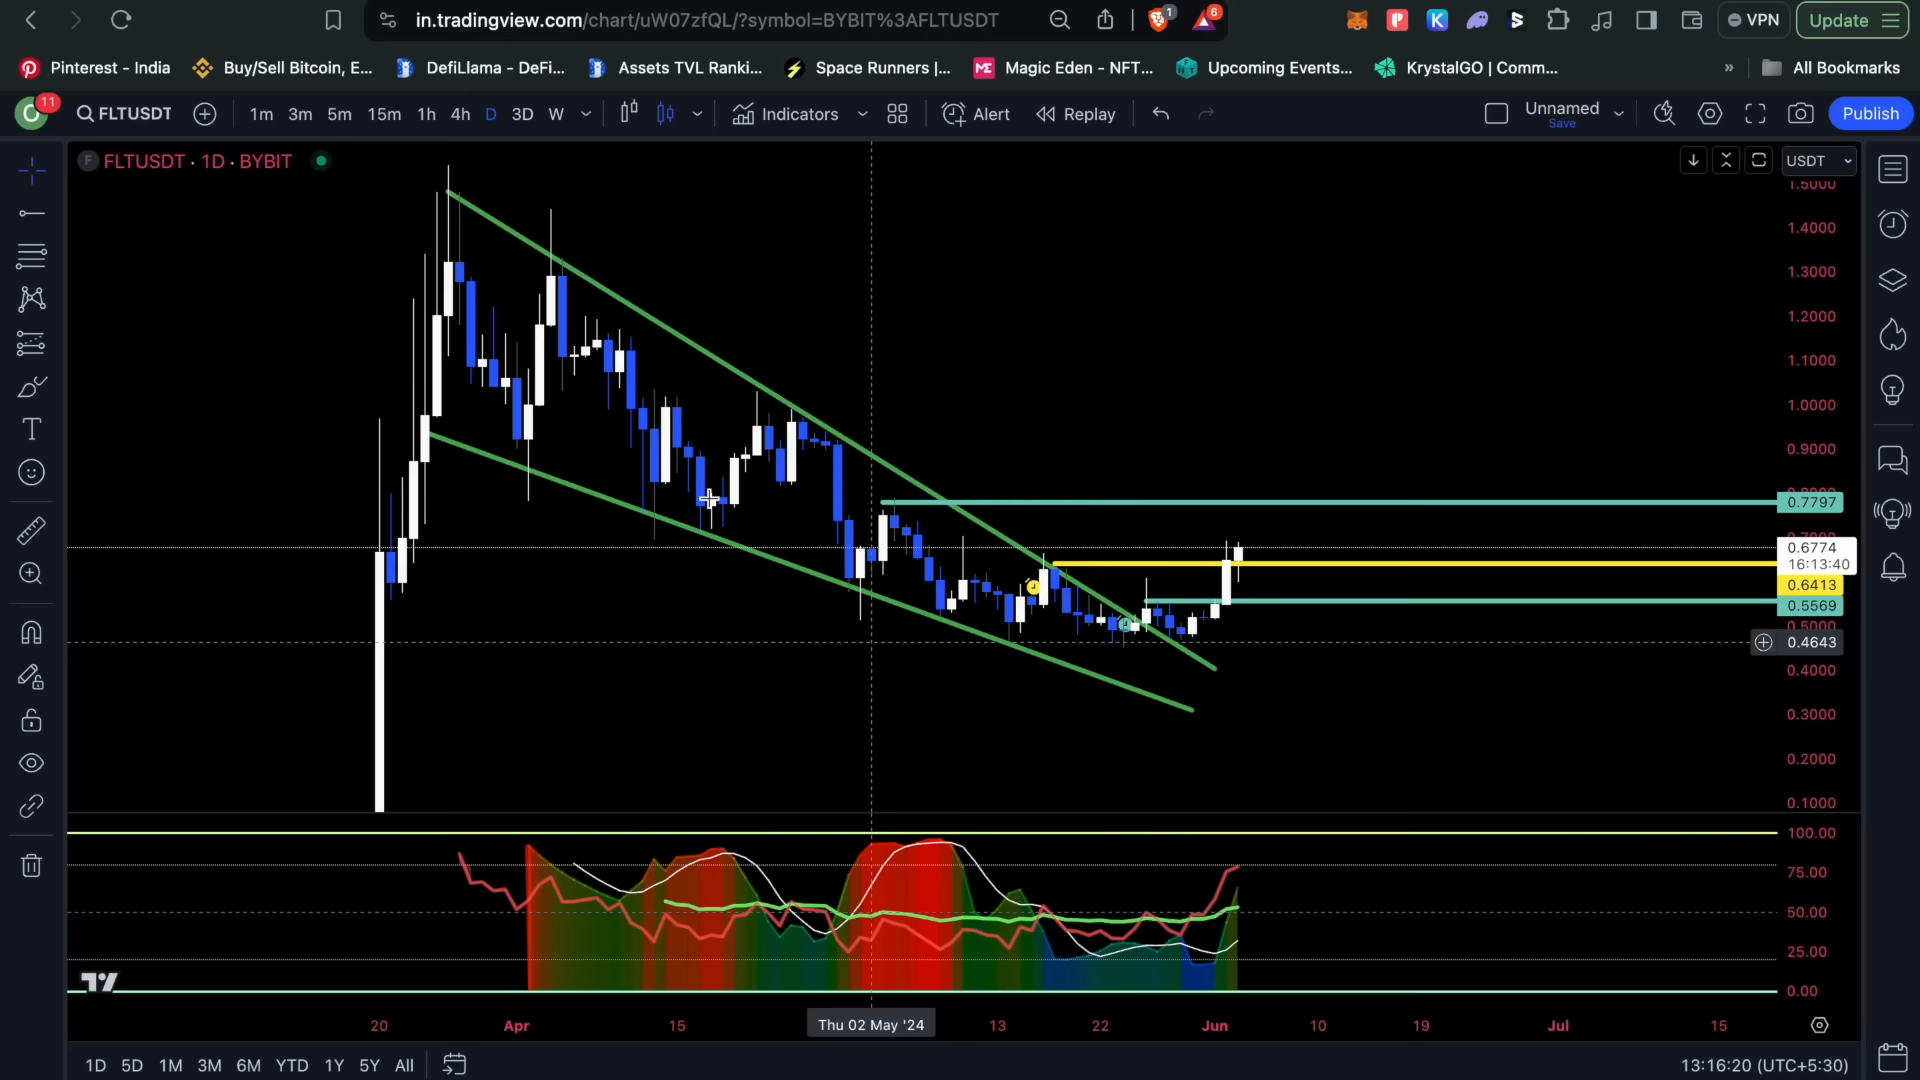 in.tradingview.com/chart/uW07zfQL/?symbol=BYBIT%3AFLTUSDT
1
6
VPN
Update
Pinterest - India
Buy/Sell Bitcoin, E...
DefiLlama - DeFi...
Assets TVL Ranki...
Space Runners |...
ME
Magic Eden - NFT...
Upcoming Events...
KrystalGO | Comm...
»
All Bookmarks
O
11
FLTUSDT
1m
3m
5m
15m
1h
4h
D
3D
W
Indicators
Alert
Replay
Unnamed
Save
Publish
F FLTUSDT · 1D · BYBIT
USDT
1.5000
1.4000
1.3000
1.2000
1.1000
1.0000
0.9000
0.7797
0.6774
16:13:40
0.6413
0.5569
0.5000
0.4643
0.4000
0.3000
0.2000
0.1000
100.00
75.00
50.00
25.00
0.00
20
Apr
15
Thu 02 May '24
13
22
Jun
10
19
Jul
15
1D
5D
1M
3M
6M
YTD
1Y
5Y
All
13:16:20 (UTC+5:30)